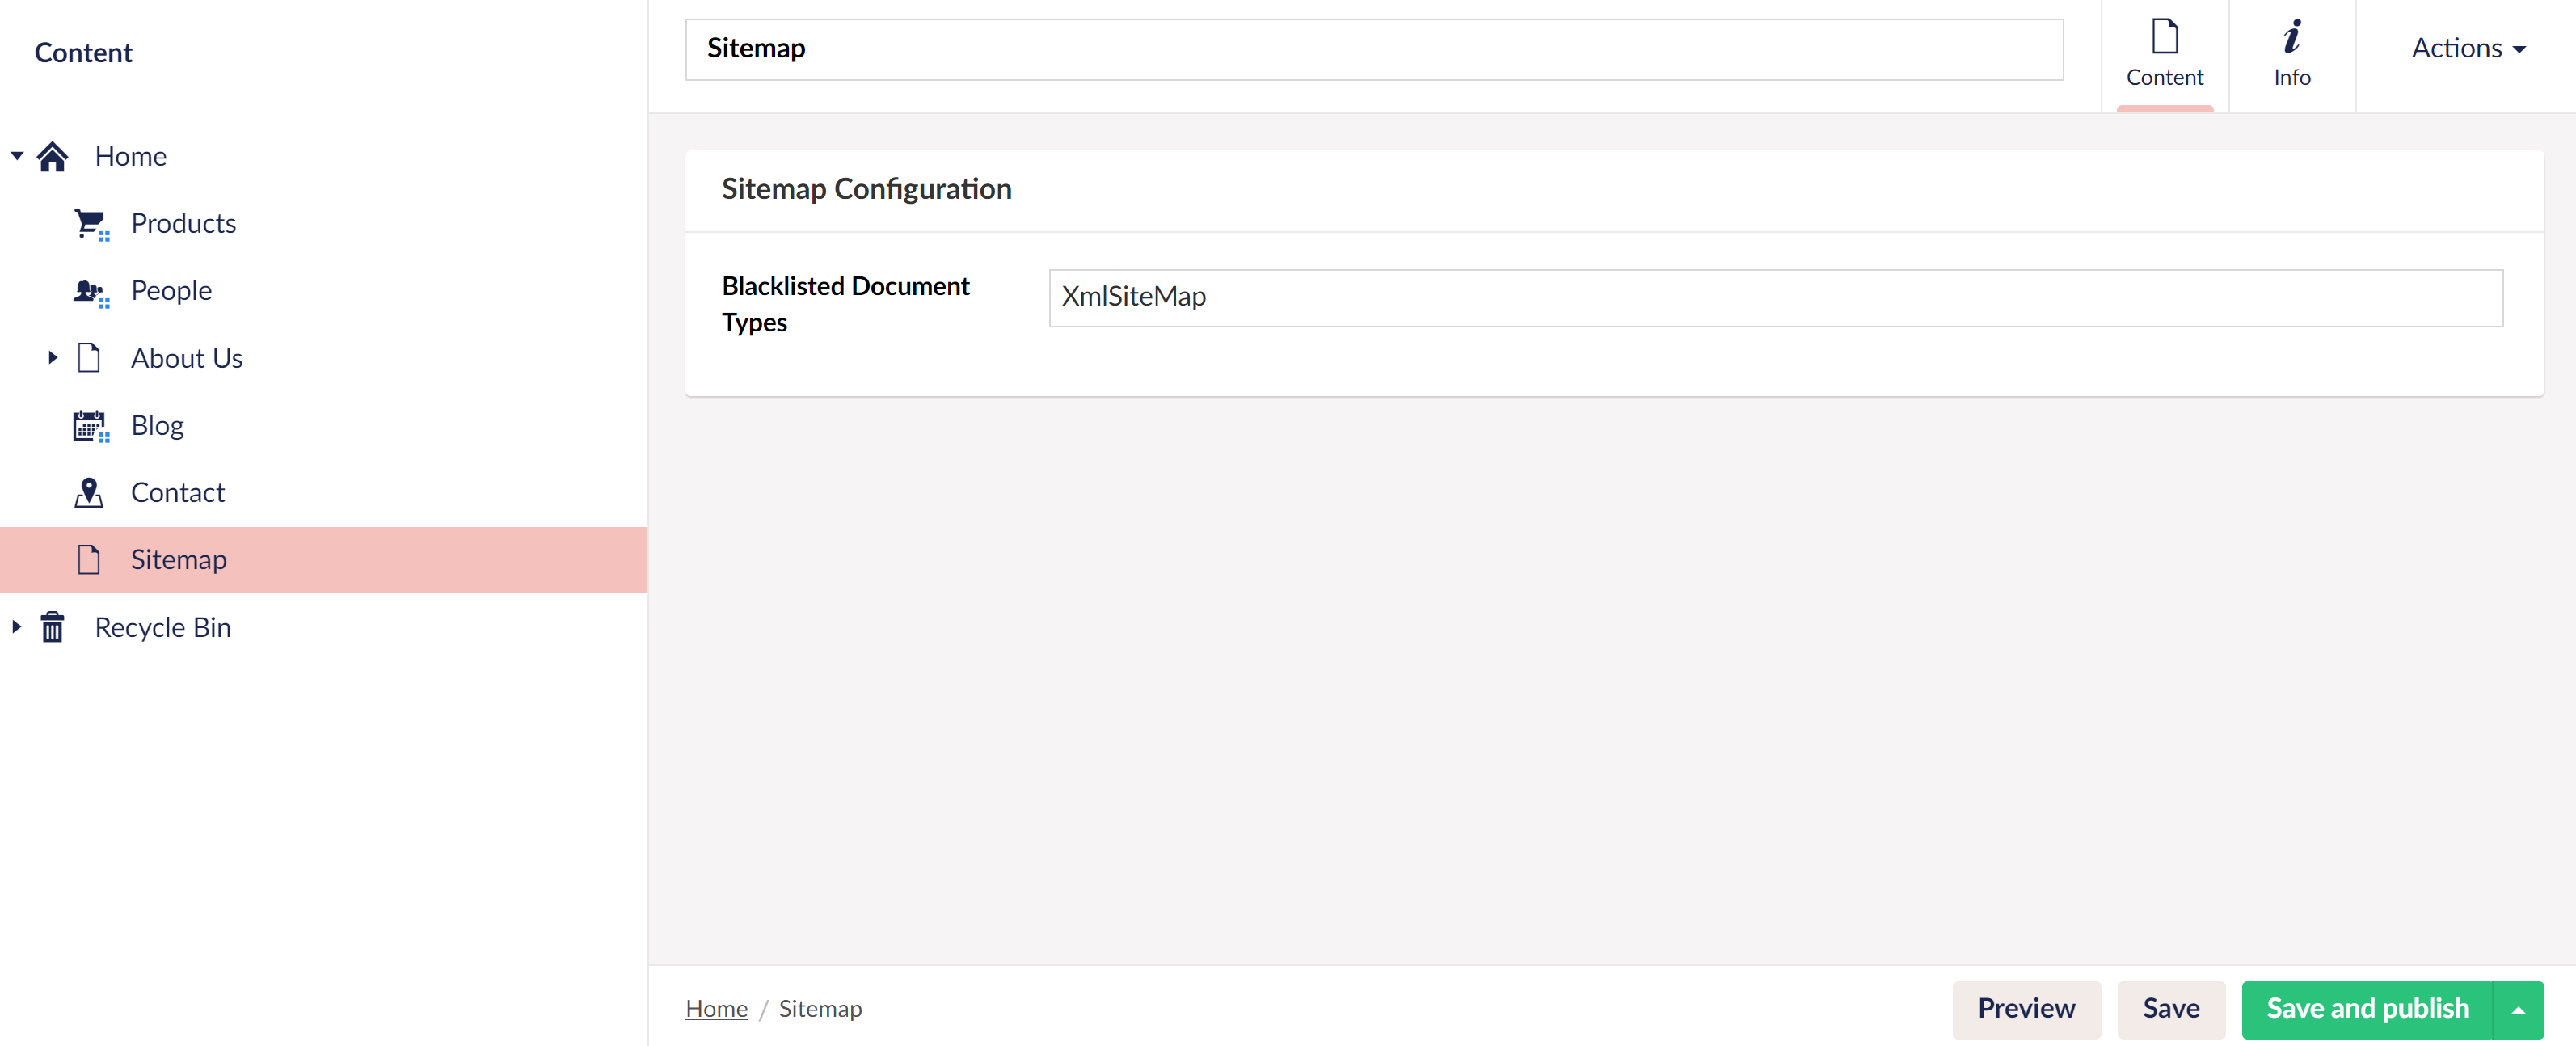 Content
Home
Products
People
About Us
Blog
Contact
Sitemap
Recycle Bin
Sitemap
Content
Info
Actions
Sitemap Configuration
Blacklisted Document
Types
XmlSiteMap
Home / Sitemap
Preview
Save
Save and publish